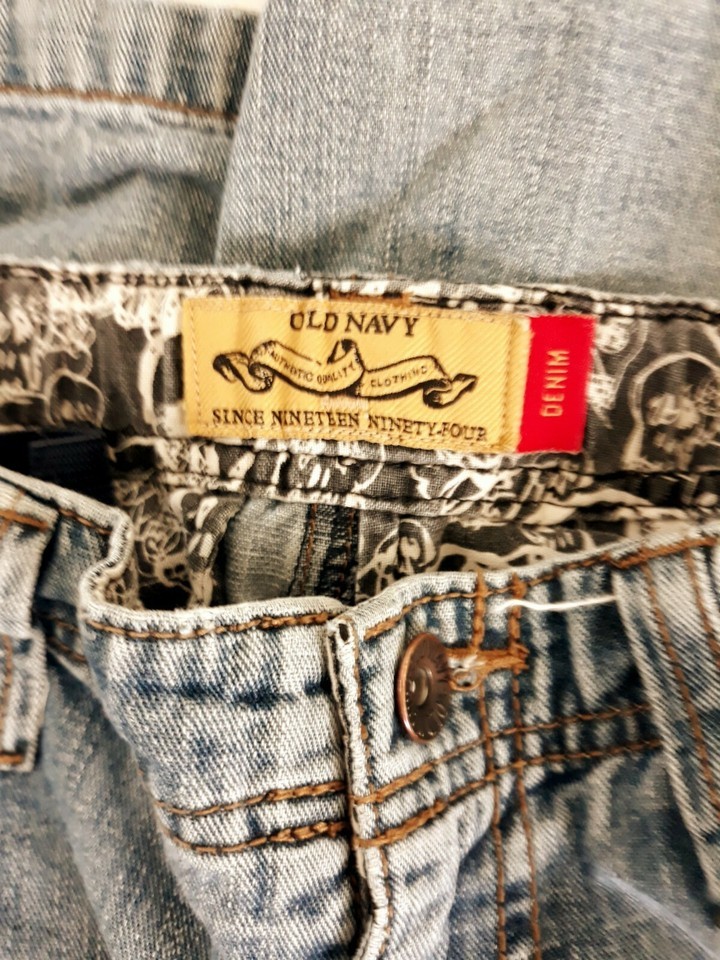 OLD NAVY
AUTHENTIC QUALITY CLOTHING
SINCE NINETEEN NINETY-FOUR
DENIM